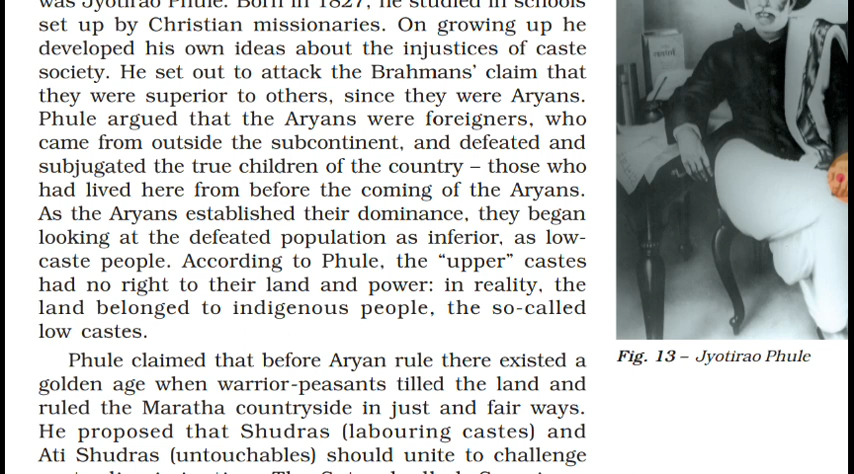 was Jyotirao Phule. Born in 1827, he studied in schools
set up by Christian missionaries. On growing up he
developed his own ideas about the injustices of caste
society. He set out to attack the Brahmans’ claim that
they were superior to others, since they were Aryans.
Phule argued that the Aryans were foreigners, who
came from outside the subcontinent, and defeated and
subjugated the true children of the country – those who
had lived here from before the coming of the Aryans.
As the Aryans established their dominance, they began
looking at the defeated population as inferior, as low-
caste people. According to Phule, the “upper” castes
had no right to their land and power: in reality, the
land belonged to indigenous people, the so-called
low castes.
Phule claimed that before Aryan rule there existed a
golden age when warrior-peasants tilled the land and
ruled the Maratha countryside in just and fair ways.
He proposed that Shudras (labouring castes) and
Ati Shudras (untouchables) should unite to challenge
Fig. 13 – Jyotirao Phule